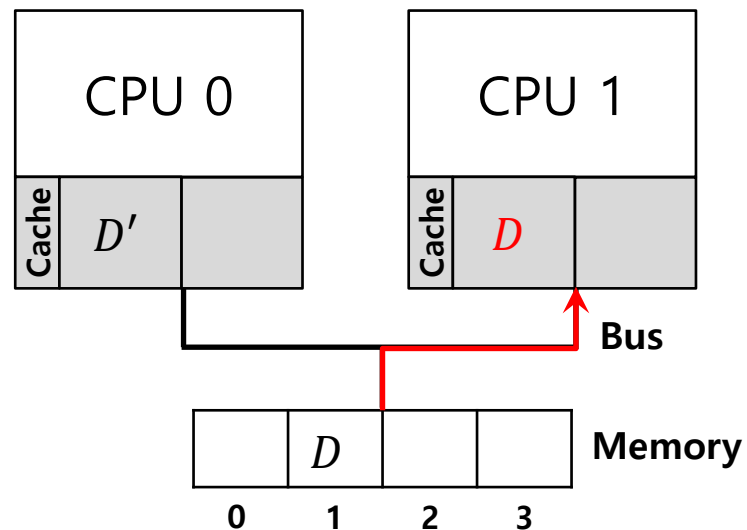 CPU 0
CPU 1
Cache
D′
Cache
D
Bus
D
Memory
0 1 2 3